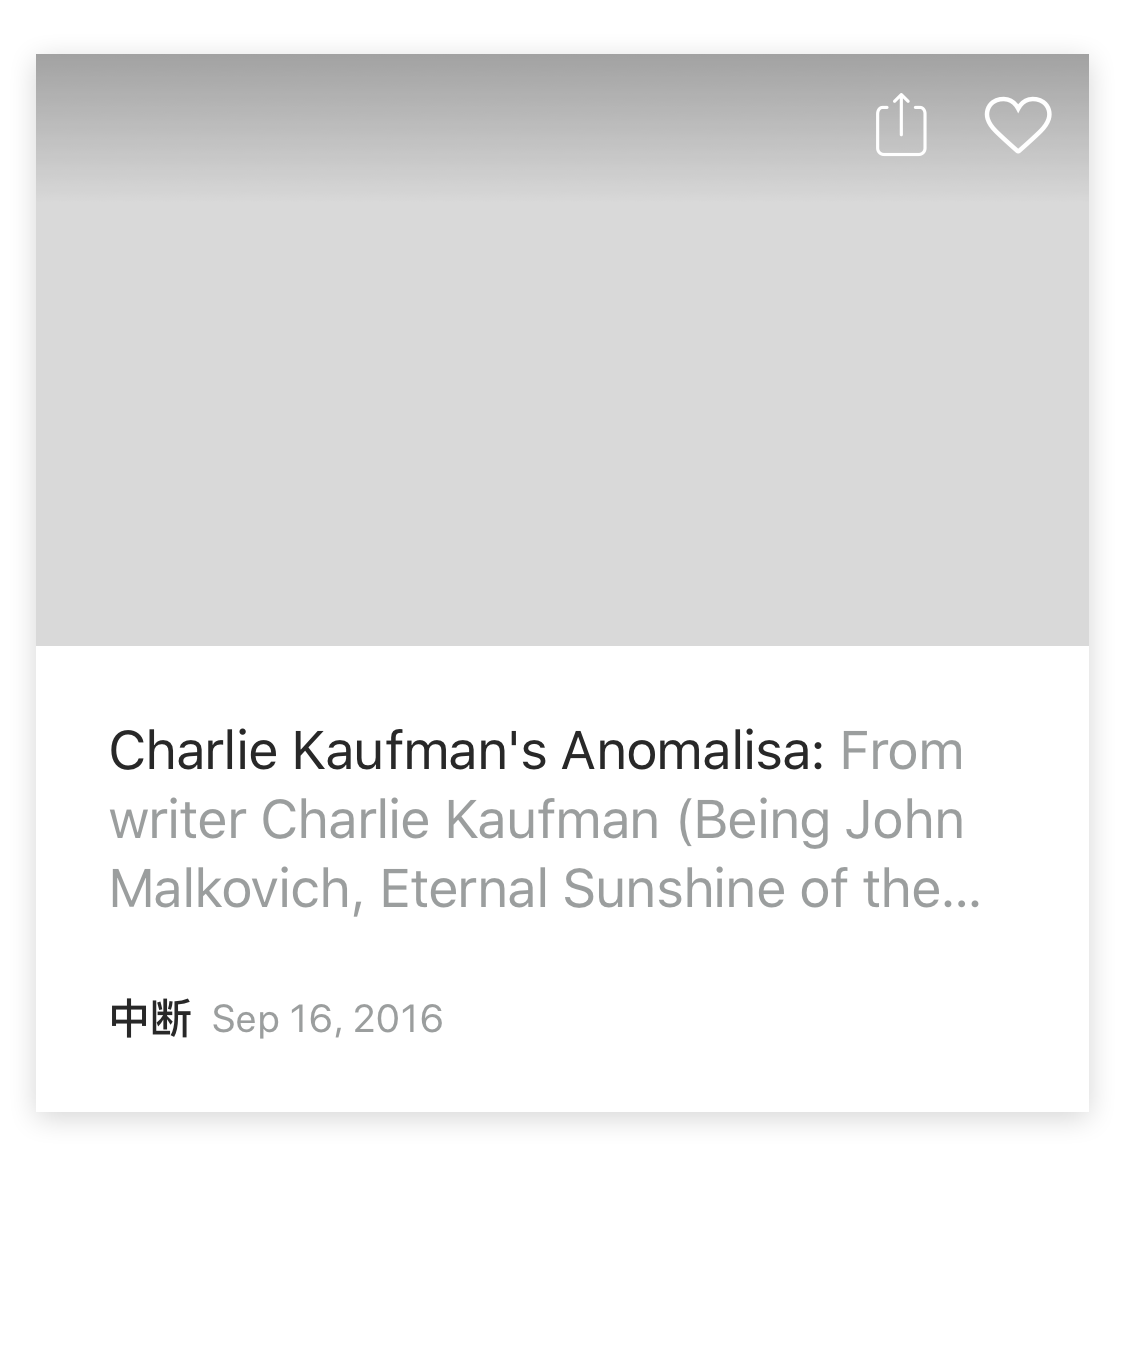 Charlie Kaufman's Anomalisa: From
writer Charlie Kaufman (Being John
Malkovich, Eternal Sunshine of the...
中断 Sep 16, 2016